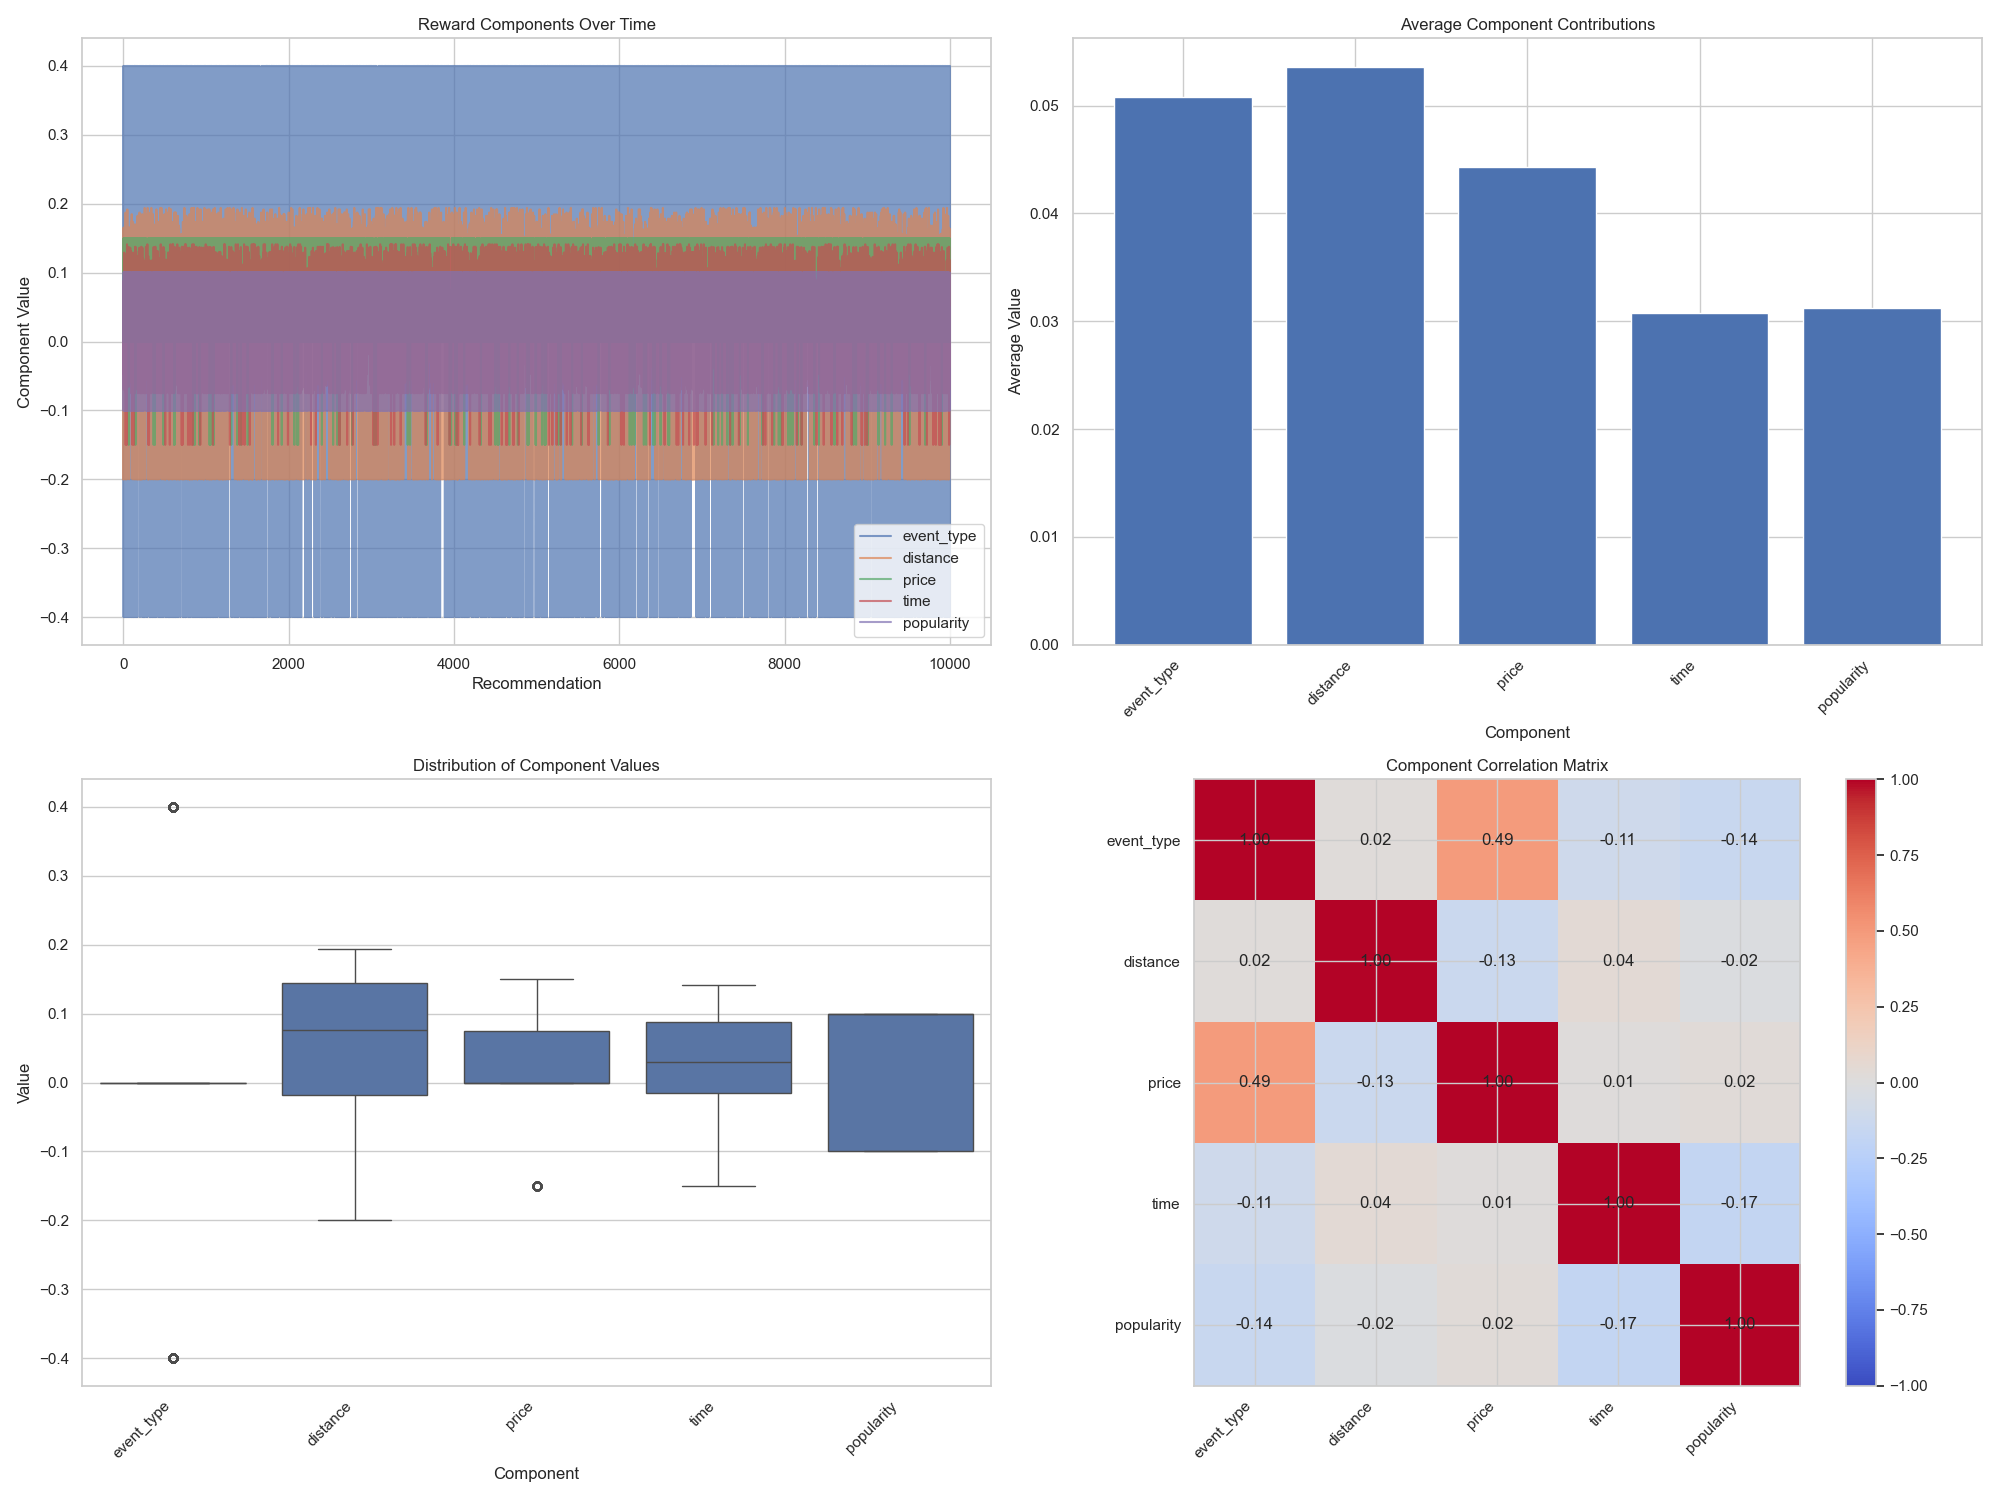 Reward Components Over Time
Component Value
0.4
0.3
0.2
0.1
0.0
−0.1
−0.2
−0.3
−0.4
event_type
distance
price
time
popularity
0
2000
4000
6000
8000
10000
Recommendation
Average Component Contributions
Average Value
0.05
0.04
0.03
0.02
0.01
0.00
event_type
distance
price
time
popularity
Component
Distribution of Component Values
Value
0.4
0.3
0.2
0.1
0.0
−0.1
−0.2
−0.3
−0.4
event_type
distance
price
time
popularity
Component
Component Correlation Matrix
event_type 1.00 0.02 0.49 -0.11 -0.14
distance 0.02 1.00 -0.13 0.04 -0.02
price 0.49 -0.13 1.00 0.01 0.02
time -0.11 0.04 0.01 1.00 -0.17
popularity -0.14 -0.02 0.02 -0.17 1.00
event_type
distance
price
time
popularity
1.00
0.75
0.50
0.25
0.00
−0.25
−0.50
−0.75
−1.00